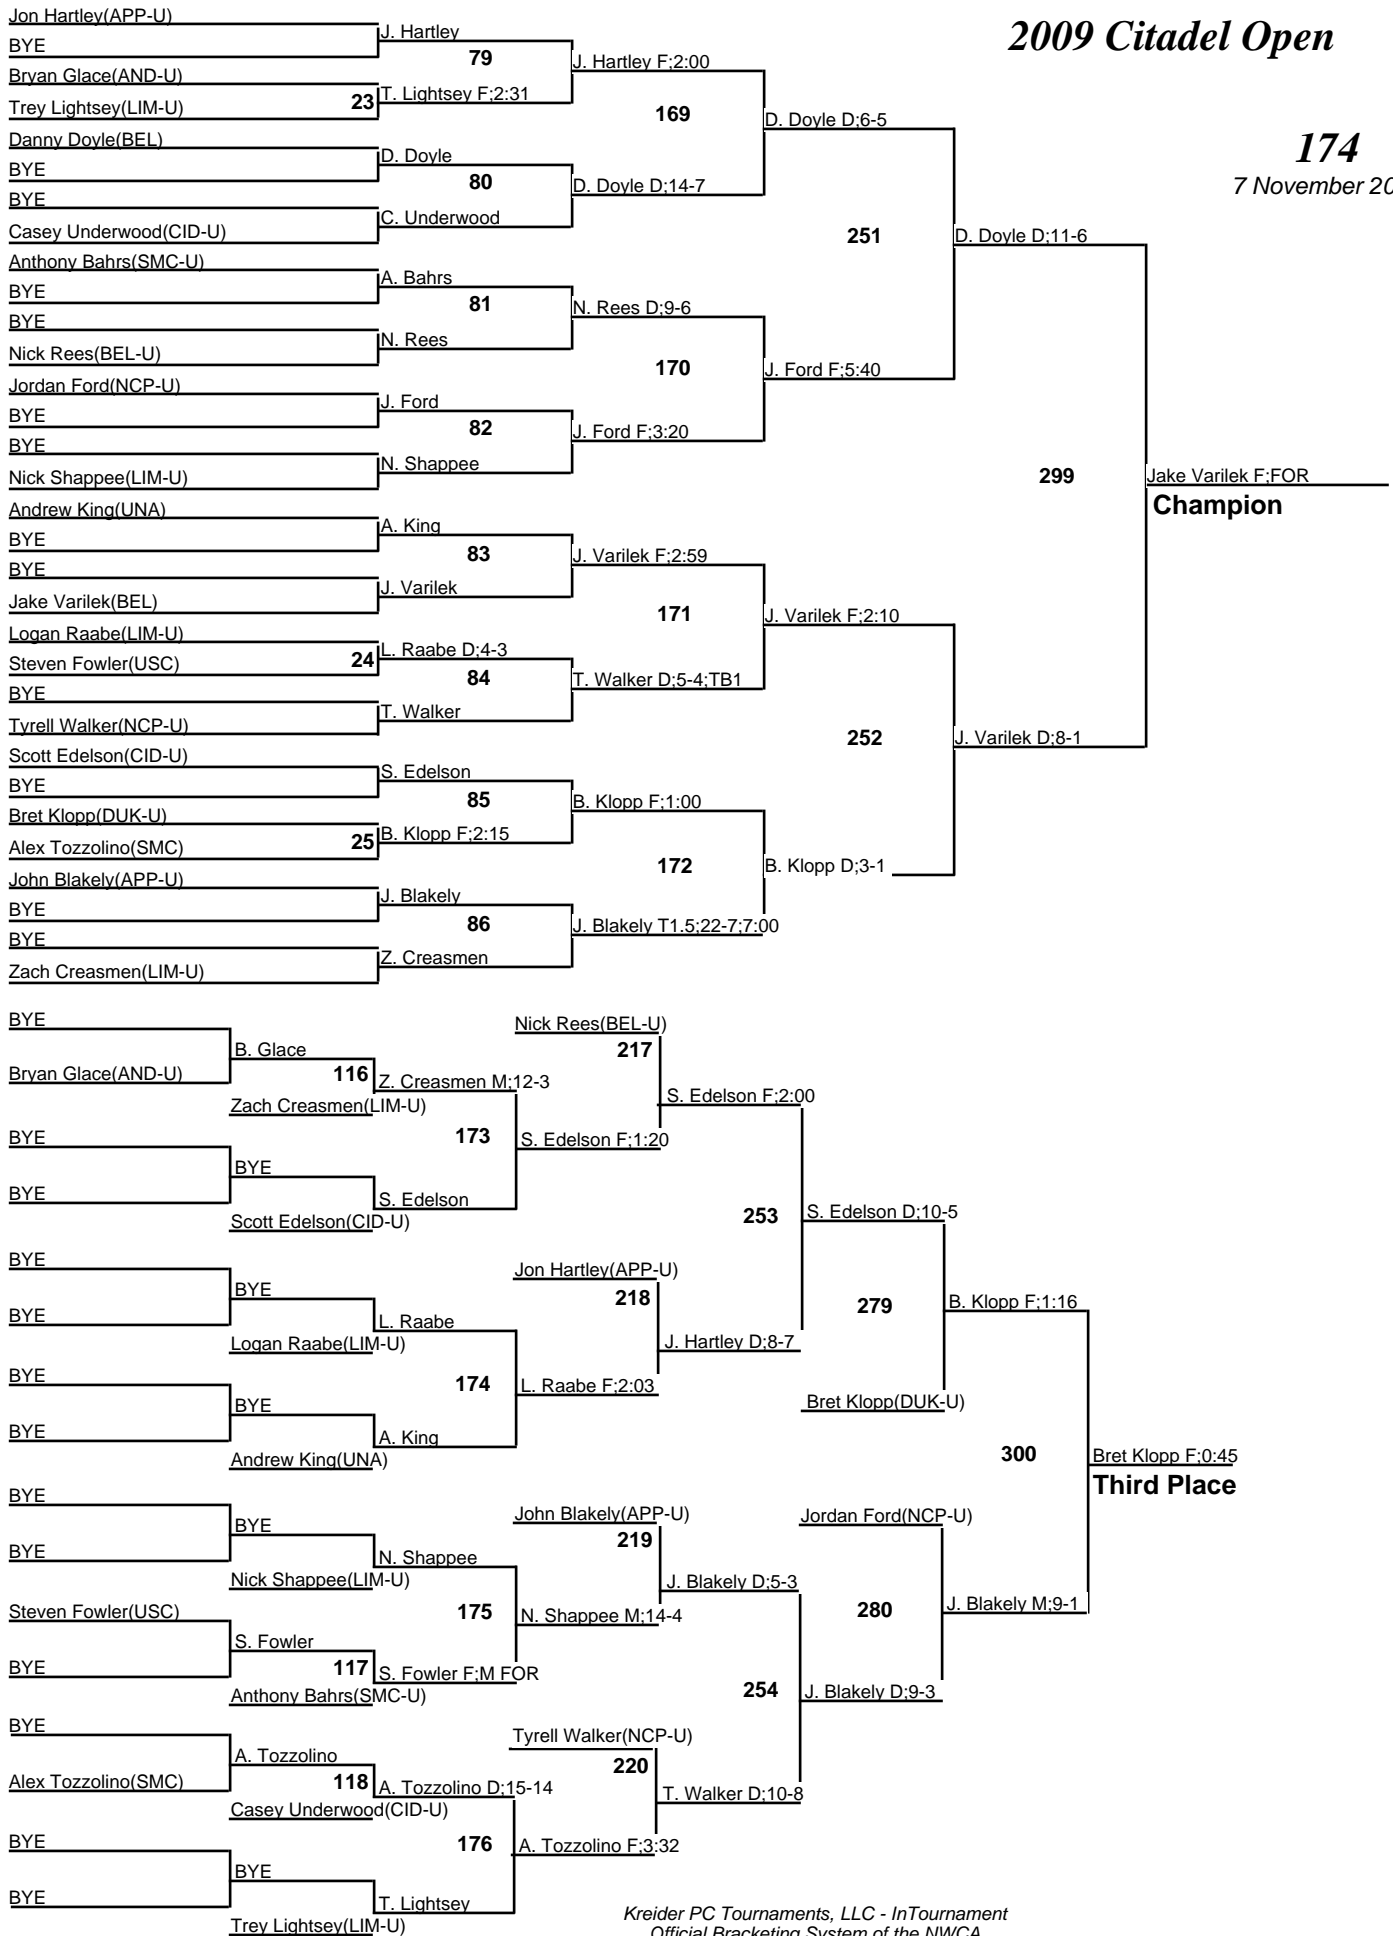 2009 Citadel Open
174
7 November 20
Jon Hartley(APP-U)
BYE
J. Hartley
79
Bryan Glace(AND-U)
Trey Lightsey(LIM-U)
23
T. Lightsey F;2:31
J. Hartley F;2:00
169
Danny Doyle(BEL)
BYE
D. Doyle
80
BYE
Casey Underwood(CID-U)
C. Underwood
D. Doyle D;14-7
D. Doyle D;6-5
251
Anthony Bahrs(SMC-U)
BYE
A. Bahrs
81
BYE
Nick Rees(BEL-U)
N. Rees
N. Rees D;9-6
170
Jordan Ford(NCP-U)
BYE
J. Ford
82
BYE
Nick Shappee(LIM-U)
N. Shappee
J. Ford F;3:20
J. Ford F;5:40
D. Doyle D;11-6
299
Jake Varilek F;FOR
Champion
Andrew King(UNA)
BYE
A. King
83
BYE
Jake Varilek(BEL)
J. Varilek
J. Varilek F;2:59
171
Logan Raabe(LIM-U)
Steven Fowler(USC)
24
L. Raabe D;4-3
84
BYE
Tyrell Walker(NCP-U)
T. Walker
T. Walker D;5-4;TB1
J. Varilek F;2:10
252
J. Varilek D;8-1
Scott Edelson(CID-U)
BYE
S. Edelson
85
Bret Klopp(DUK-U)
Alex Tozzolino(SMC)
25
B. Klopp F;2:15
B. Klopp F;1:00
172
B. Klopp D;3-1
John Blakely(APP-U)
BYE
J. Blakely
86
BYE
Zach Creasmen(LIM-U)
Z. Creasmen
J. Blakely T1.5;22-7;7:00
BYE
Bryan Glace(AND-U)
B. Glace
116
Zach Creasmen(LIM-U)
Z. Creasmen M;12-3
173
BYE
BYE
BYE
Scott Edelson(CID-U)
S. Edelson
S. Edelson F;1:20
Nick Rees(BEL-U)
217
S. Edelson F;2:00
253
BYE
BYE
BYE
Logan Raabe(LIM-U)
L. Raabe
174
BYE
BYE
BYE
Andrew King(UNA)
A. King
L. Raabe F;2:03
Jon Hartley(APP-U)
218
J. Hartley D;8-7
S. Edelson D;10-5
279
Bret Klopp(DUK-U)
B. Klopp F;1:16
300
Bret Klopp F;0:45
Third Place
BYE
BYE
BYE
Nick Shappee(LIM-U)
N. Shappee
175
Steven Fowler(USC)
BYE
S. Fowler
117
Anthony Bahrs(SMC-U)
S. Fowler F;M FOR
N. Shappee M;14-4
John Blakely(APP-U)
219
J. Blakely D;5-3
254
Jordan Ford(NCP-U)
280
J. Blakely M;9-1
J. Blakely D;9-3
BYE
Alex Tozzolino(SMC)
A. Tozzolino
118
Casey Underwood(CID-U)
A. Tozzolino D;15-14
176
BYE
BYE
BYE
Trey Lightsey(LIM-U)
T. Lightsey
A. Tozzolino F;3:32
Tyrell Walker(NCP-U)
220
T. Walker D;10-8
Kreider PC Tournaments, LLC - InTournament
Official Bracketing System of the NWCA